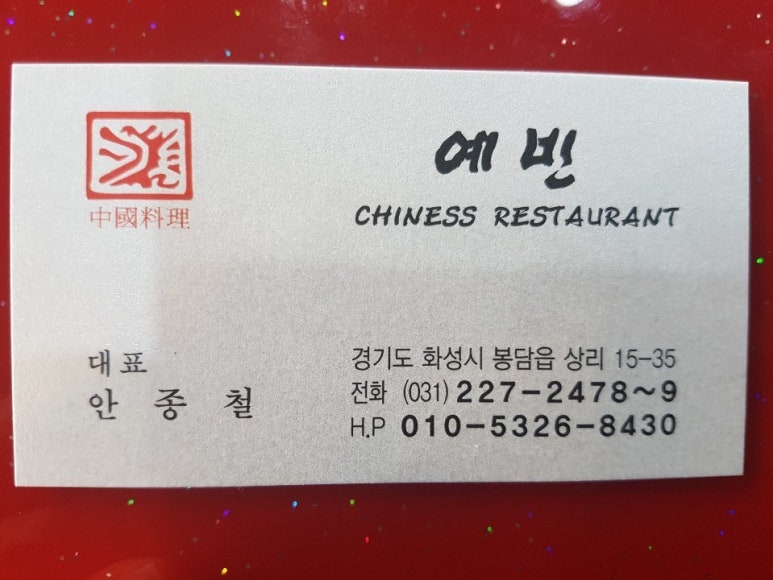 中國料理
예빈
CHINESS RESTAURANT
대표
안종철
경기도 화성시 봉담읍 상리 15-35
전화 (031) 227-2478~9
H.P 010-5326-8430